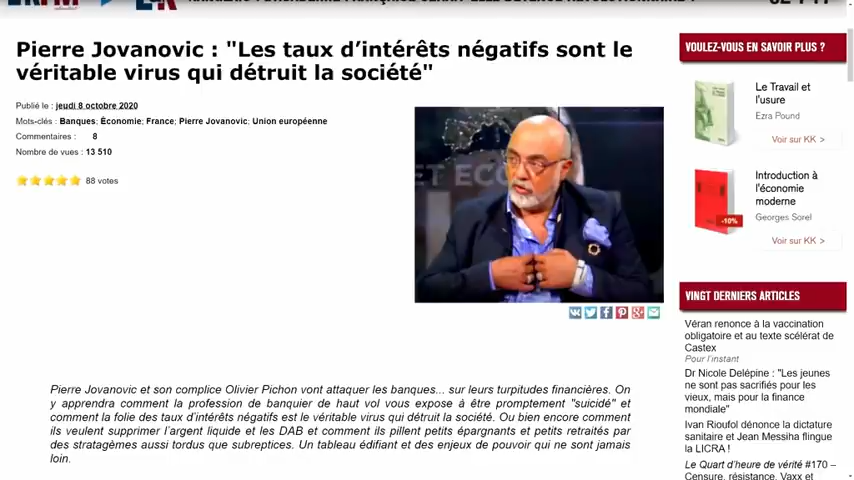 Pierre Jovanovic : "Les taux d’intérêts négatifs sont le
véritable virus qui détruit la société"
Publié le : jeudi 8 octobre 2020
Mots-clés : Banques; Économie; France; Pierre Jovanovic; Union européenne
Commentaires : 8
Nombre de vues : 13 510
88 votes
ET ECO
Pierre Jovanovic et son complice Olivier Pichon vont attaquer les banques... sur leurs turpitudes financières. On
y apprendra comment la profession de banquier de haut vol vous expose à être promptement "suicidé" et
comment la folie des taux d’intérêts négatifs est le véritable virus qui détruit la société. Ou bien encore comment
ils veulent supprimer l’argent liquide et les DAB et comment ils pillent petits épargnants et petits retraités par
des stratagèmes aussi tordus que subreptices. Un tableau édifiant et des enjeux de pouvoir qui ne sont jamais
loin.
VOULEZ-VOUS EN SAVOIR PLUS ?
Le Travail et
l'usure
Ezra Pound
Voir sur KK >
Introduction à
l'économie
moderne
Georges Sorel
-10%
Voir sur KK >
VINGT DERNIERS ARTICLES
Véran renonce à la vaccination
obligatoire et au texte scélérat de
Castex
Pour l'instant
Dr Nicole Delépine : "Les jeunes
ne sont pas sacrifiés pour les
vieux, mais pour la finance
mondiale"
Ivan Rioufol dénonce la dictature
sanitaire et Jean Messiha flingue
la LICRA !
Le Quart d'heure de vérité #170 –
Censure, résistance, Vaxx et